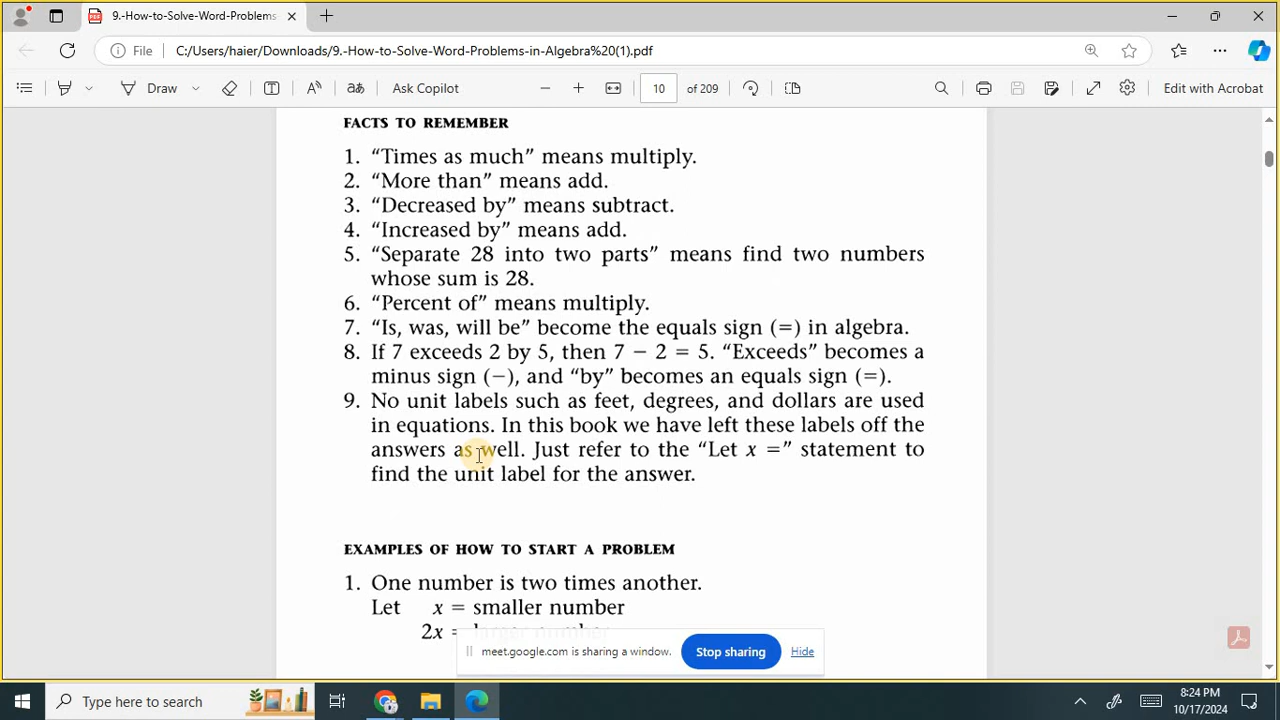 9.-How-to-Solve-Word-Problems
File
C:/Users/haier/Downloads/9.-How-to-Solve-Word-Problems-in-Algebra%20(1).pdf
Draw
Ask Copilot
10 of 209
Edit with Acrobat
FACTS TO REMEMBER
1. “Times as much” means multiply.
2. “More than” means add.
3. “Decreased by” means subtract.
4. “Increased by” means add.
5. “Separate 28 into two parts” means find two numbers
whose sum is 28.
6. “Percent of” means multiply.
7. “Is, was, will be” become the equals sign (=) in algebra.
8. If 7 exceeds 2 by 5, then 7 − 2 = 5. “Exceeds” becomes a
minus sign (−), and “by” becomes an equals sign (=).
9. No unit labels such as feet, degrees, and dollars are used
in equations. In this book we have left these labels off the
answers as well. Just refer to the “Let x =” statement to
find the unit label for the answer.
EXAMPLES OF HOW TO START A PROBLEM
1. One number is two times another.
Let x = smaller number
2x = larger number
meet.google.com is sharing a window.
Stop sharing
Hide
Type here to search
8:24 PM
10/17/2024